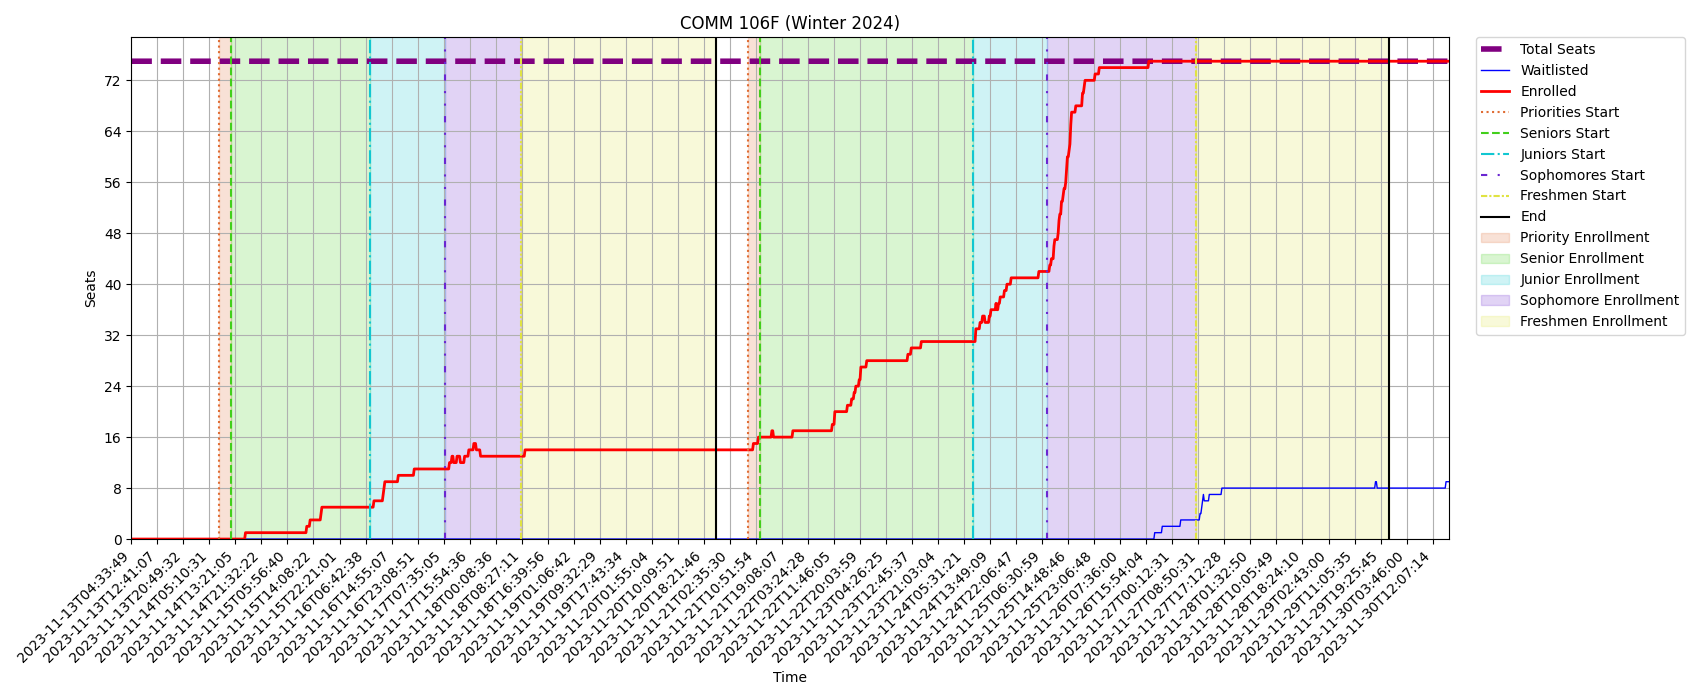 COMM 106F (Winter 2024)
Seats
72
64
56
48
40
32
24
16
8
0
2023-11-13T04:33:49
2023-11-13T12:41:07
2023-11-13T20:49:32
2023-11-14T05:10:31
2023-11-14T13:21:05
2023-11-14T21:32:22
2023-11-15T05:56:40
2023-11-15T14:08:22
2023-11-15T22:21:01
2023-11-16T06:42:38
2023-11-16T14:55:07
2023-11-16T23:08:51
2023-11-17T07:35:05
2023-11-17T15:54:36
2023-11-18T00:08:36
2023-11-18T08:27:11
2023-11-18T16:39:56
2023-11-19T01:06:42
2023-11-19T09:32:29
2023-11-19T17:43:34
2023-11-20T01:55:04
2023-11-20T10:09:51
2023-11-20T18:21:46
2023-11-21T02:35:30
2023-11-21T10:51:54
2023-11-21T19:08:07
2023-11-22T03:24:28
2023-11-22T11:46:05
2023-11-22T20:03:59
2023-11-23T04:26:25
2023-11-23T12:45:37
2023-11-23T21:03:04
2023-11-24T05:31:21
2023-11-24T13:49:09
2023-11-24T22:06:47
2023-11-25T06:30:59
2023-11-25T14:48:46
2023-11-25T23:06:48
2023-11-26T07:36:00
2023-11-26T15:54:04
2023-11-27T00:12:31
2023-11-27T08:50:31
2023-11-27T17:12:28
2023-11-28T01:32:50
2023-11-28T10:05:49
2023-11-28T18:24:10
2023-11-29T02:43:00
2023-11-29T11:05:35
2023-11-29T19:25:45
2023-11-30T03:46:00
2023-11-30T12:07:14
Time
Total Seats
Waitlisted
Enrolled
Priorities Start
Seniors Start
Juniors Start
Sophomores Start
Freshmen Start
End
Priority Enrollment
Senior Enrollment
Junior Enrollment
Sophomore Enrollment
Freshmen Enrollment